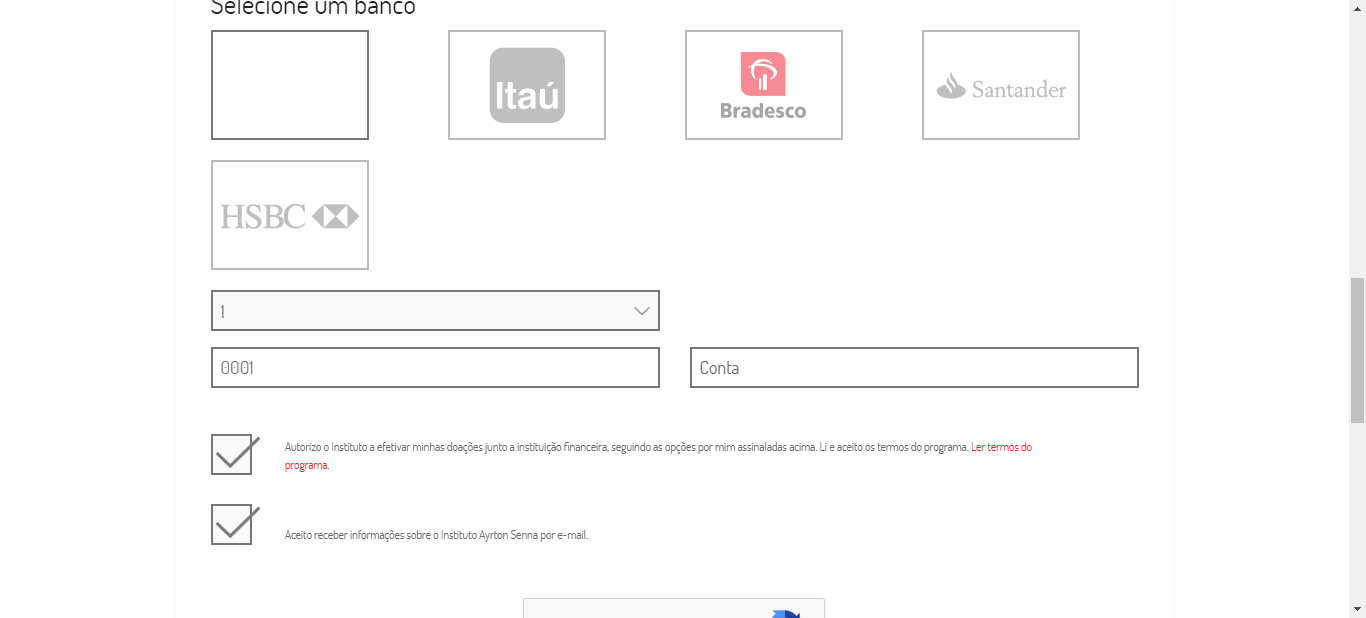 Selecione um banco
Itaú
Bradesco
Santander
HSBC
1
0001
Conta
Autorizo o Instituto a efetivar minhas doações junto a instituição financeira, seguindo as opções por mim assinaladas acima. Li e aceito os termos do programa. Ler termos do
programa.
Aceito receber informações sobre o Instituto Ayrton Senna por e-mail.